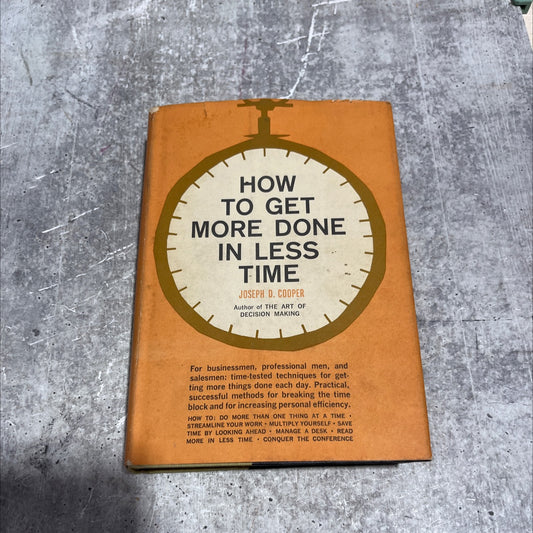 HOW
TO GET
MORE DONE
IN LESS
TIME
JOSEPH D. COOPER
Author of THE ART OF
DECISION MAKING
For businessmen, professional men, and
salesmen: time-tested techniques for get-
ting more things done each day. Practical,
successful methods for breaking the time
block and for increasing personal efficiency.
HOW TO: DO MORE THAN ONE THING AT A TIME •
STREAMLINE YOUR WORK • MULTIPLY YOURSELF • SAVE
TIME BY LOOKING AHEAD • MANAGE A DESK • READ
MORE IN LESS TIME • CONQUER THE CONFERENCE